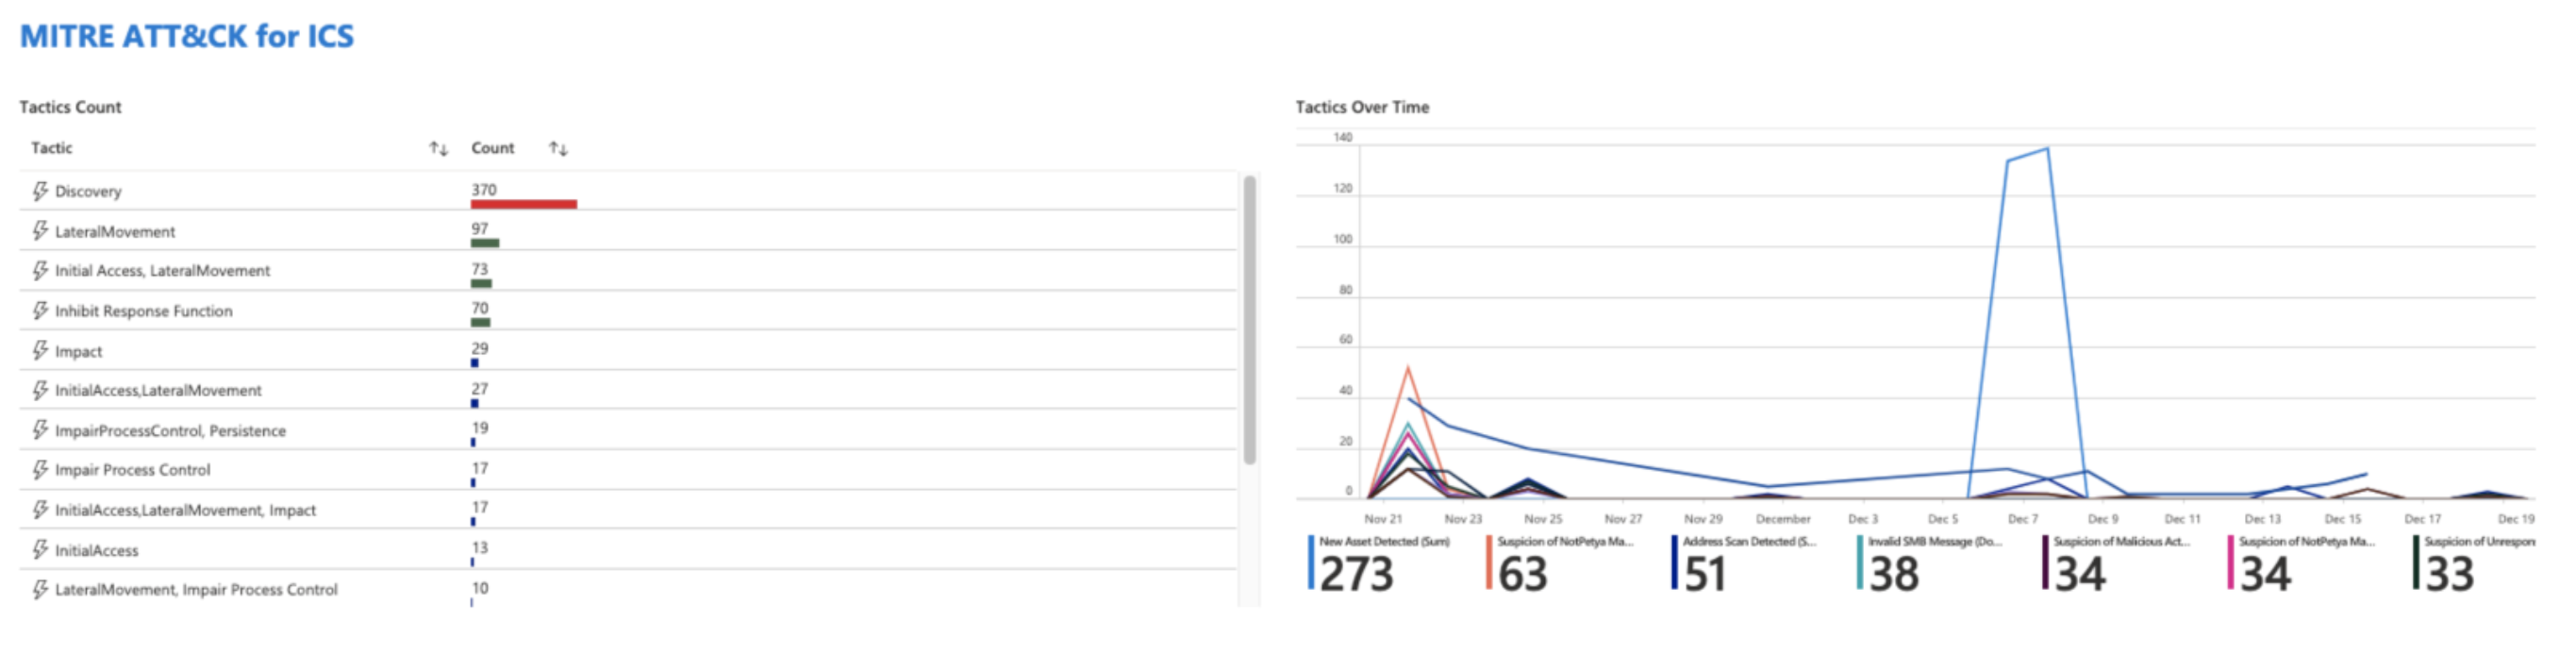 MITRE ATT&CK for ICS
Tactics Count
Tactic Count
Discovery 370
LateralMovement 97
Initial Access, LateralMovement 73
Inhibit Response Function 70
Impact 29
InitialAccess,LateralMovement 27
ImpairProcessControl, Persistence 19
Impair Process Control 17
InitialAccess,LateralMovement, Impact 17
InitialAccess 13
LateralMovement, Impair Process Control 10
Tactics Over Time
140
120
100
80
60
40
20
0
Nov 21 Nov 23 Nov 25 Nov 27 Nov 29 December Dec 3 Dec 5 Dec 7 Dec 9 Dec 11 Dec 13 Dec 15 Dec 17 Dec 19
New Asset Detected (Sum) Suspicion of NotPetya Ma... Address Scan Detected (S... Invalid SMB Message (Do... Suspicion of Malicious Act... Suspicion of NotPetya Ma... Suspicion of Unrespon
273 63 51 38 34 34 33